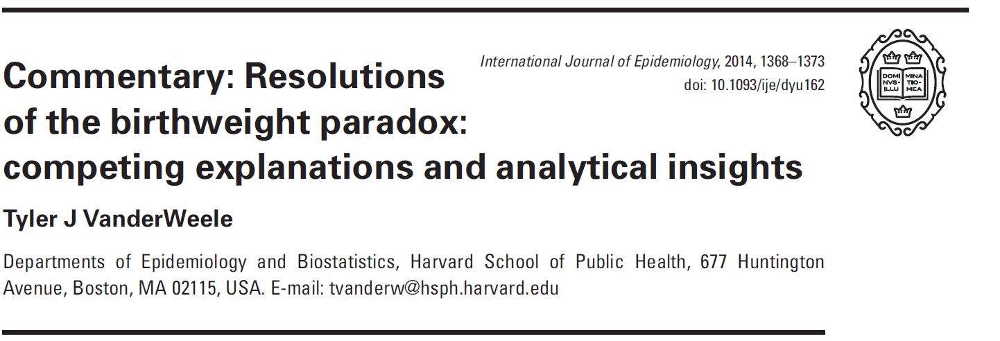 Commentary: Resolutions
of the birthweight paradox:
competing explanations and analytical insights
International Journal of Epidemiology, 2014, 1368–1373
doi: 10.1093/ije/dyu162
DOMI MINA
NVS- TIO-
ILLU MEA
Tyler J VanderWeele
Departments of Epidemiology and Biostatistics, Harvard School of Public Health, 677 Huntington
Avenue, Boston, MA 02115, USA. E-mail: tvanderw@hsph.harvard.edu